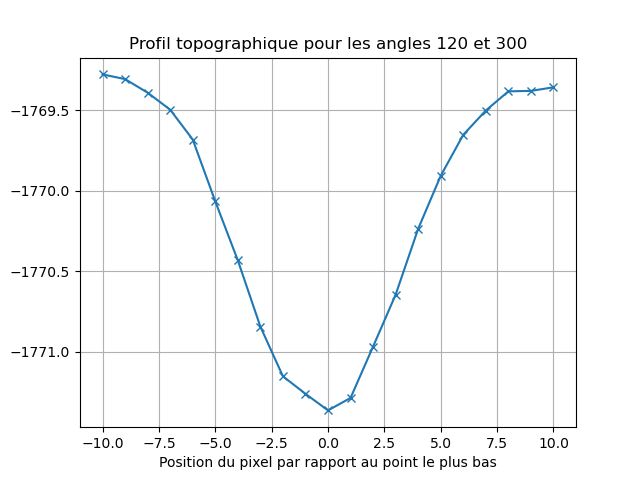 Profil topographique pour les angles 120 et 300
−1769.5
−1770.0
−1770.5
−1771.0
−10.0 −7.5 −5.0 −2.5 0.0 2.5 5.0 7.5 10.0
Position du pixel par rapport au point le plus bas